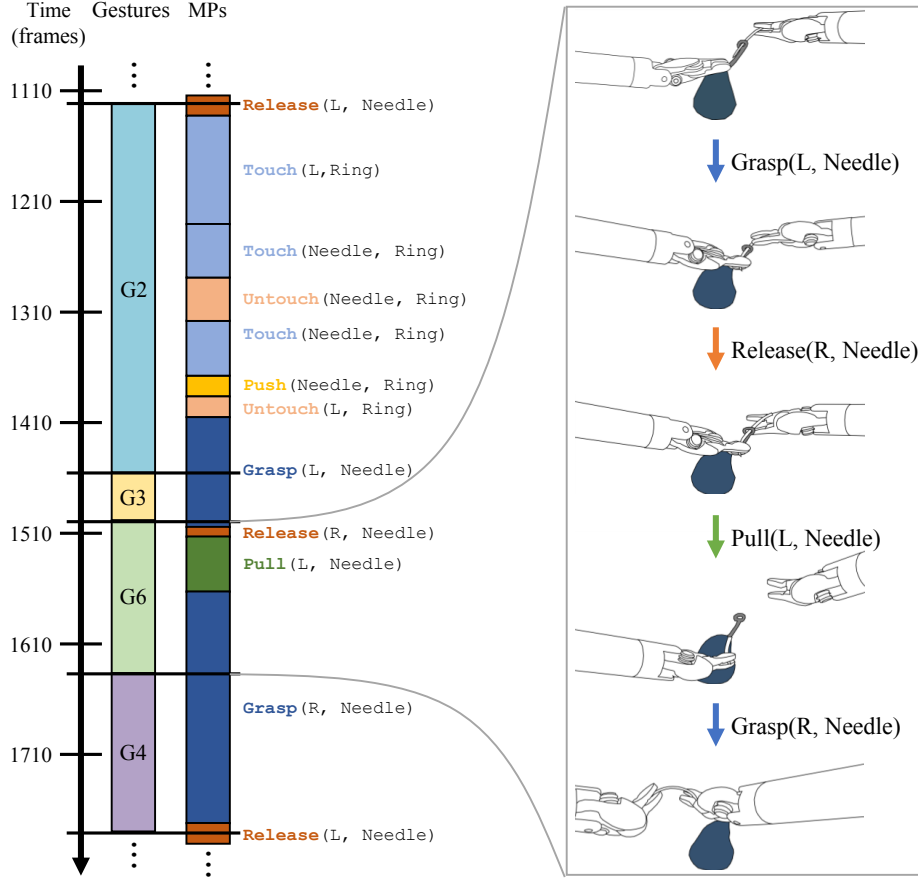 Time
(frames)
Gestures
MPs
1110
1210
1310
1410
1510
1610
1710
G2
G3
G6
G4
Release(L, Needle)
Touch(L,Ring)
Touch(Needle, Ring)
Untouch(Needle, Ring)
Touch(Needle, Ring)
Push(Needle, Ring)
Untouch(L, Ring)
Grasp(L, Needle)
Release(R, Needle)
Pull(L, Needle)
Grasp(R, Needle)
Release(L, Needle)
Grasp(L, Needle)
Release(R, Needle)
Pull(L, Needle)
Grasp(R, Needle)